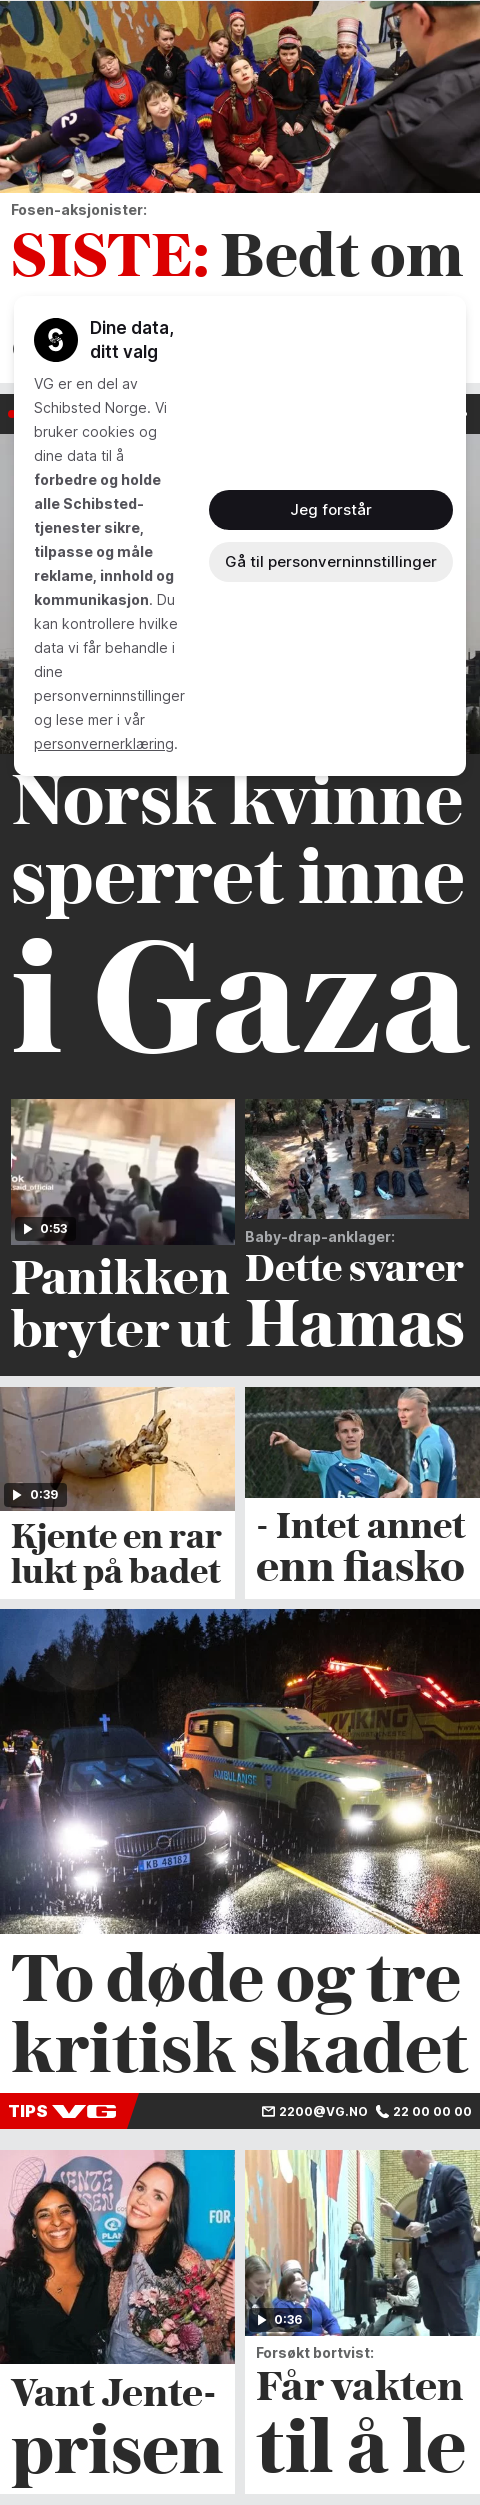 Fosen-aksjonister:
SISTE: Bedt om
Dine data,
ditt valg
VG er en del av
Schibsted Norge. Vi
bruker cookies og
dine data til å
forbedre og holde
alle Schibsted-
tjenester sikre,
tilpasse og måle
reklame, innhold og
kommunikasjon. Du
kan kontrollere hvilke
data vi får behandle i
dine
personverninnstillinger
og lese mer i vår
personvernerklæring.
Jeg forstår
Gå til personverninnstillinger
Norsk kvinne
sperret inne
i Gaza
0:53
Panikken
bryter ut
Baby-drap-anklager:
Dette svarer
Hamas
0:39
Kjente en rar
lukt på badet
- Intet annet
enn fiasko
AMBULANSE
VIKING
KB 48182
To døde og tre
kritisk skadet
TIPS VG
2200@VG.NO 22 00 00 00
PLAN
FOR
Vant Jente-
prisen
0:36
Forsøkt bortvist:
Får vakten
til å le